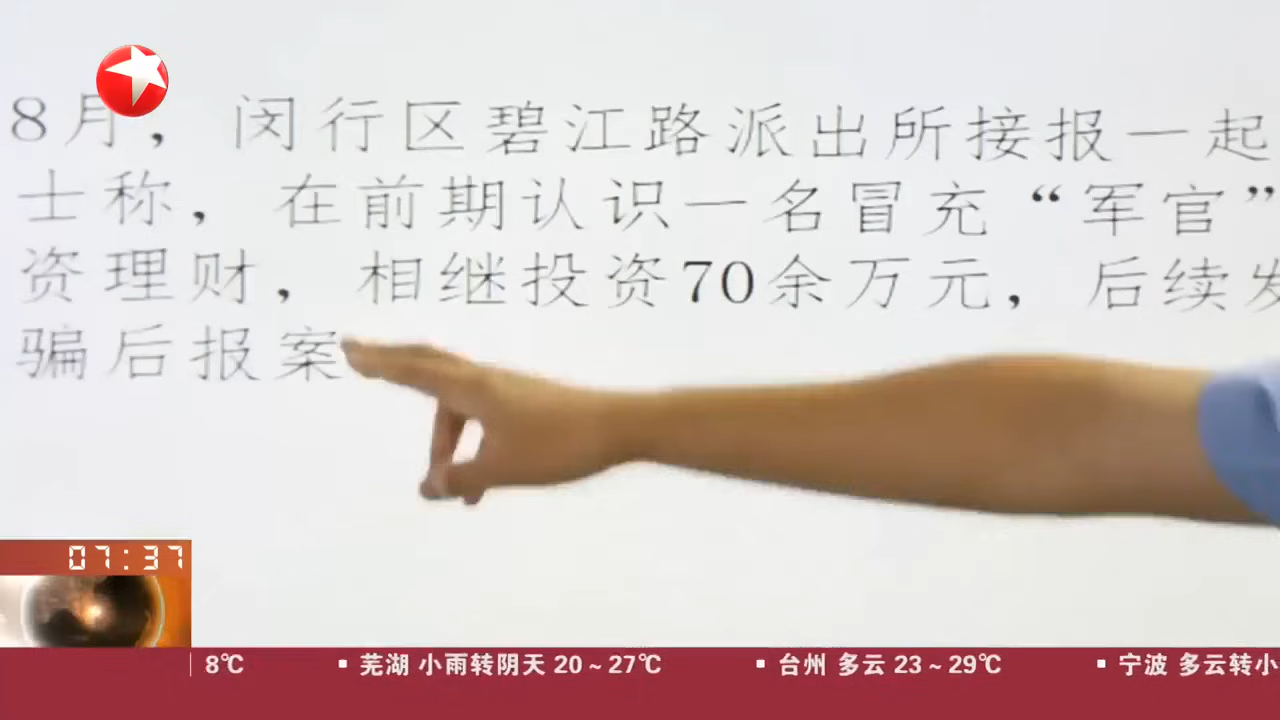 8月，闵行区碧江路派出所接报一起
士称，在前期认识一名冒充“军官”
资理财，相继投资70余万元，后续发
骗后报案
07:37
8℃ ▪ 芜湖 小雨转阴天 20～27℃ ▪ 台州 多云 23～29℃ ▪ 宁波 多云转小